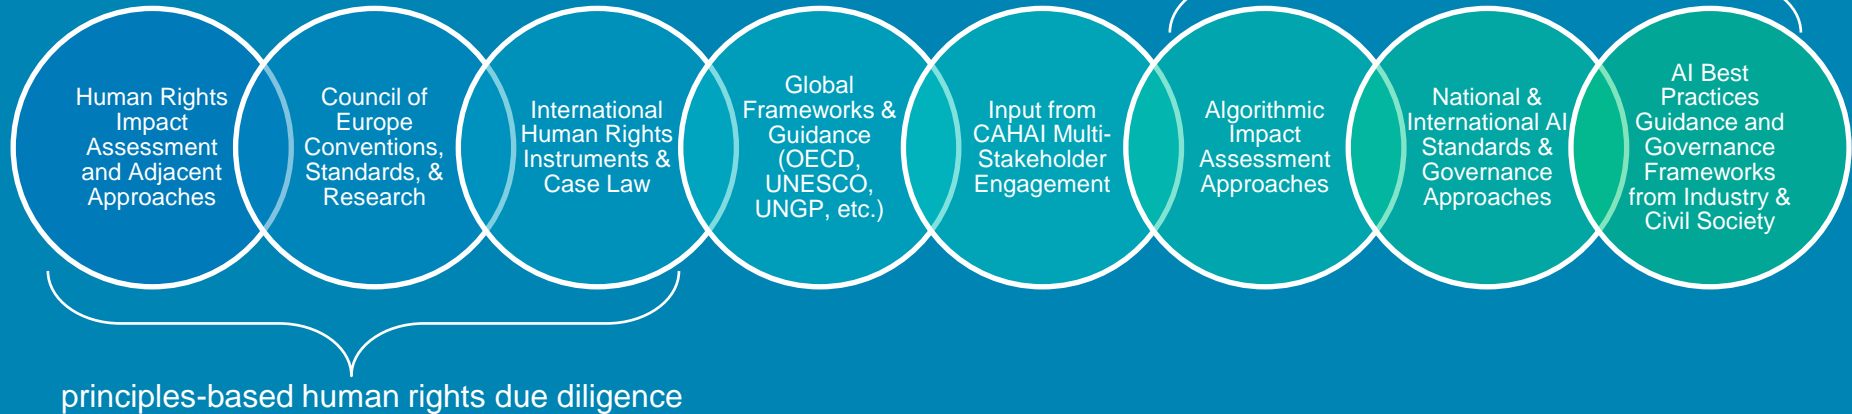 Human Rights
Impact
Assessment
and Adjacent
Approaches
Council of
Europe
Conventions,
Standards, &
Research
International
Human Rights
Instruments &
Case Law
Global
Frameworks &
Guidance
(OECD,
UNESCO,
UNGP, etc.)
Input from
CAHAI Multi-
Stakeholder
Engagement
Algorithmic
Impact
Assessment
Approaches
National &
International AI
Standards &
Governance
Approaches
AI Best
Practices
Guidance and
Governance
Frameworks
from Industry &
Civil Society
principles-based human rights due diligence